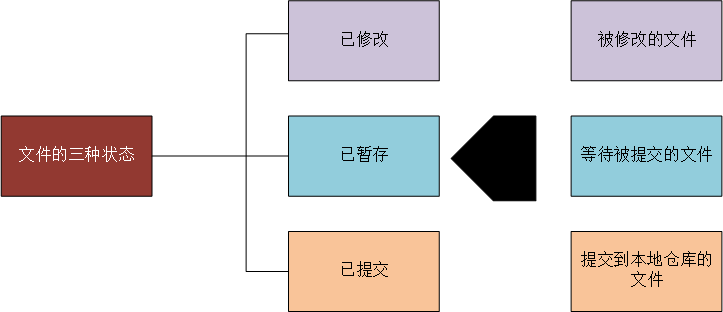 文件的三种状态
已修改
被修改的文件
已暂存
等待被提交的文件
已提交
提交到本地仓库的
文件